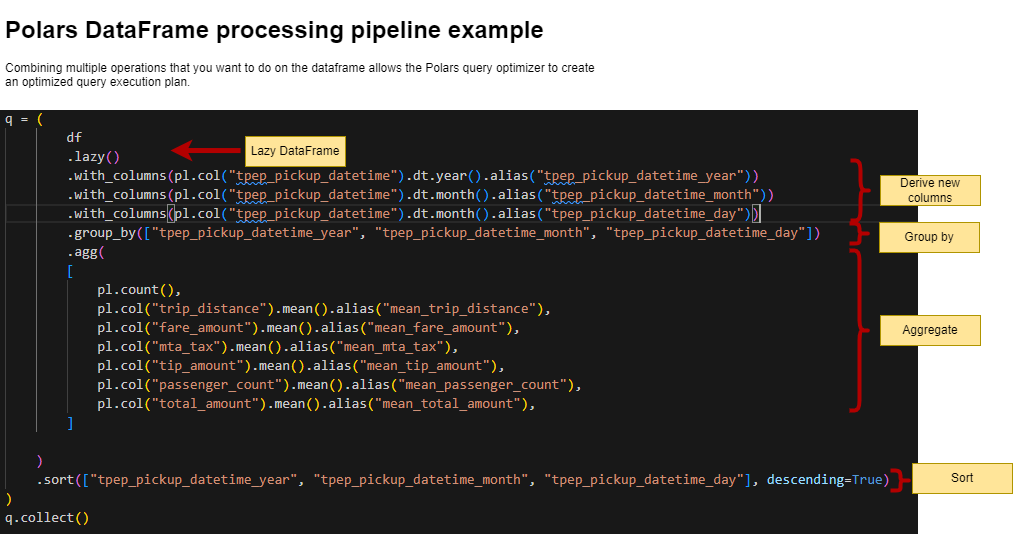 Polars DataFrame processing pipeline example
Combining multiple operations that you want to do on the dataframe allows the Polars query optimizer to create
an optimized query execution plan.
q = (
df
.lazy()
Lazy DataFrame
.with_columns(pl.col("tpep_pickup_datetime").dt.year().alias("tpep_pickup_datetime_year"))
.with_columns(pl.col("tpep_pickup_datetime").dt.month().alias("tpep_pickup_datetime_month"))
.with_columns(pl.col("tpep_pickup_datetime").dt.month().alias("tpep_pickup_datetime_day"))
Derive new
columns
.group_by(["tpep_pickup_datetime_year", "tpep_pickup_datetime_month", "tpep_pickup_datetime_day"])
Group by
.agg(
[
pl.count(),
pl.col("trip_distance").mean().alias("mean_trip_distance"),
pl.col("fare_amount").mean().alias("mean_fare_amount"),
pl.col("mta_tax").mean().alias("mean_mta_tax"),
pl.col("tip_amount").mean().alias("mean_tip_amount"),
pl.col("passenger_count").mean().alias("mean_passenger_count"),
pl.col("total_amount").mean().alias("mean_total_amount"),
]
Aggregate
)
.sort(["tpep_pickup_datetime_year", "tpep_pickup_datetime_month", "tpep_pickup_datetime_day"], descending=True)
Sort
)
q.collect()